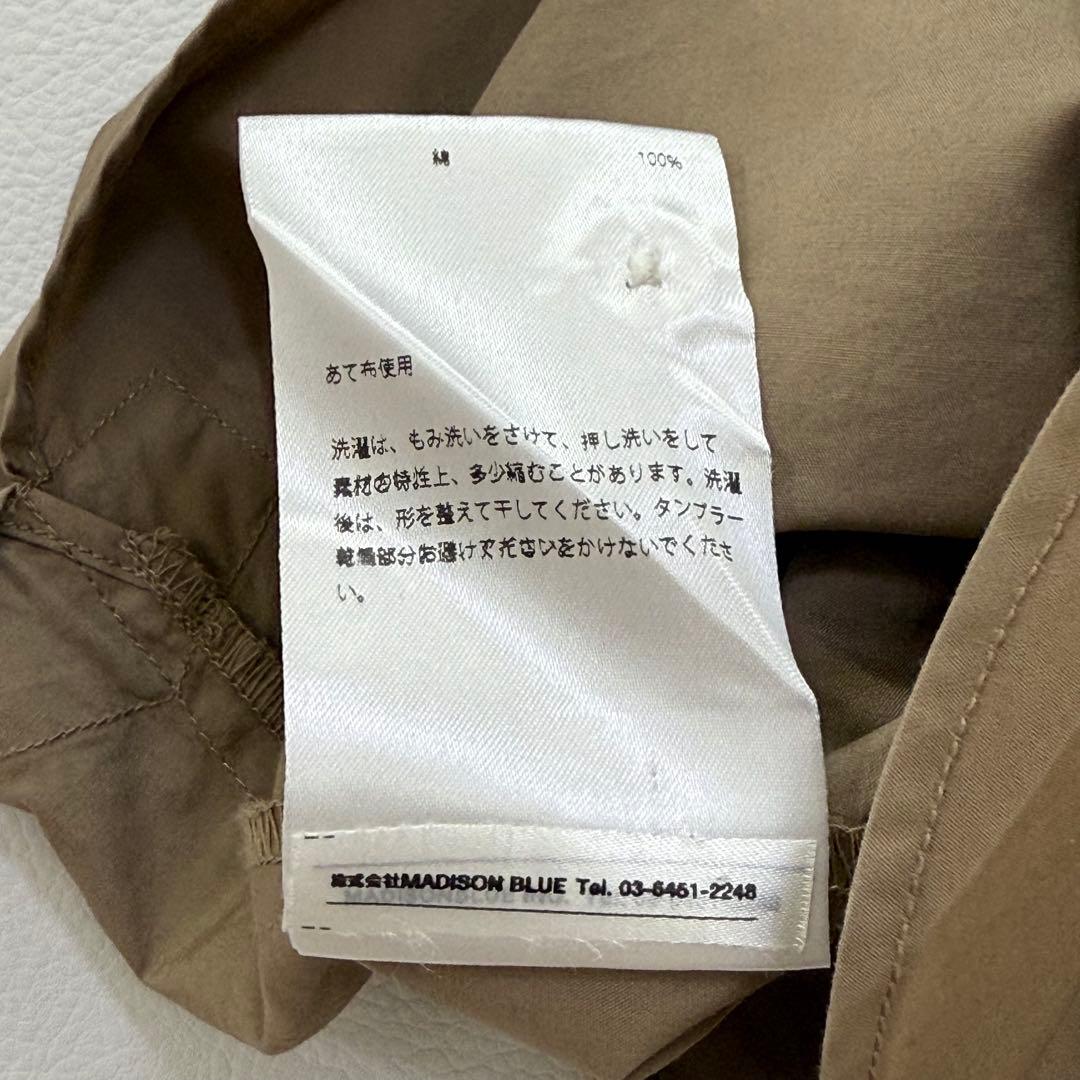 綿 100%
あて布使用
洗濯は、もみ洗いをさけて、押し洗いをして
素材の特性上、多少縮むことがあります。洗濯
後は、形を整えて干してください。タンブラー
い。
株式会社MADISON BLUE Tel. 03-6451-2248